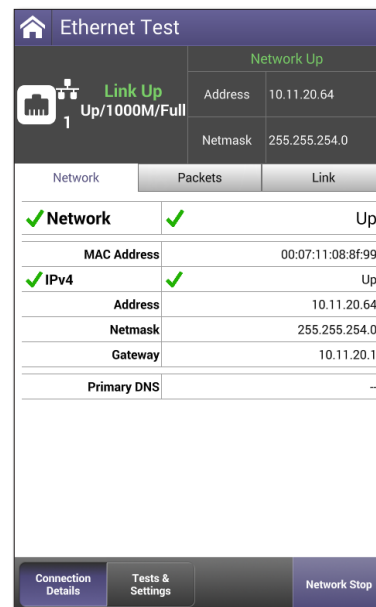 Ethernet Test
Network Up
Link Up
Up/1000M/Full
1
Address 10.11.20.64
Netmask 255.255.254.0
Network Packets Link
Network Up
MAC Address 00:07:11:08:8f:99
IPv4 Up
Address 10.11.20.64
Netmask 255.255.254.0
Gateway 10.11.20.1
Primary DNS --
Connection Details
Tests & Settings
Network Stop